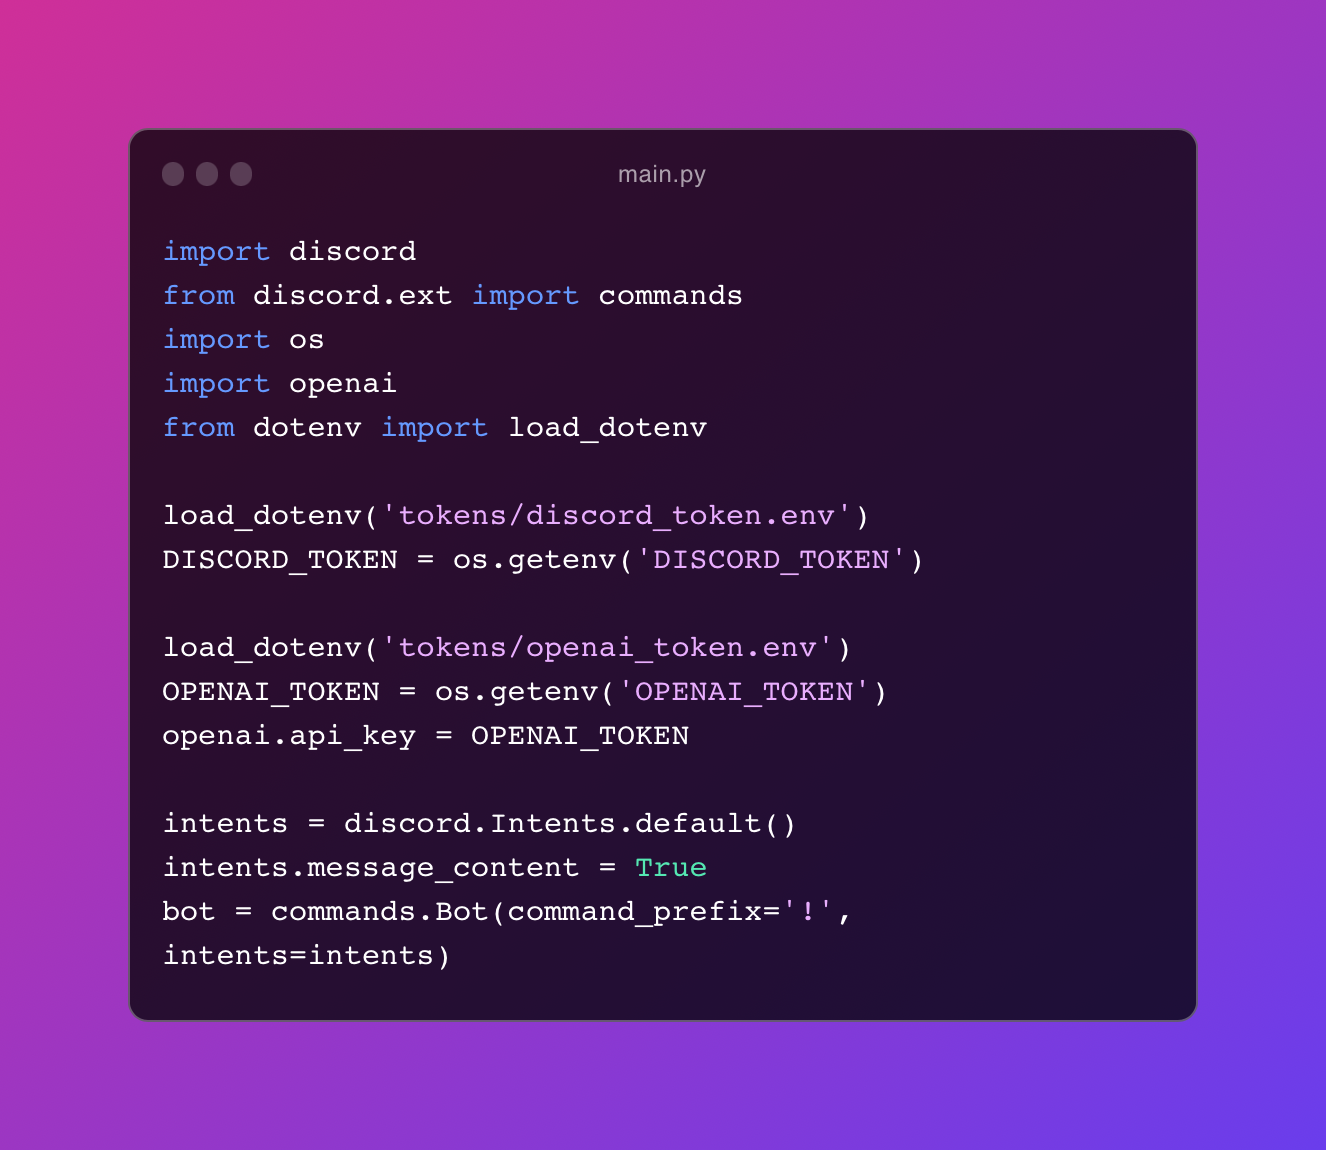 main.py
import discord
from discord.ext import commands
import os
import openai
from dotenv import load_dotenv

load_dotenv('tokens/discord_token.env')
DISCORD_TOKEN = os.getenv('DISCORD_TOKEN')

load_dotenv('tokens/openai_token.env')
OPENAI_TOKEN = os.getenv('OPENAI_TOKEN')
openai.api_key = OPENAI_TOKEN

intents = discord.Intents.default()
intents.message_content = True
bot = commands.Bot(command_prefix='!',
intents=intents)